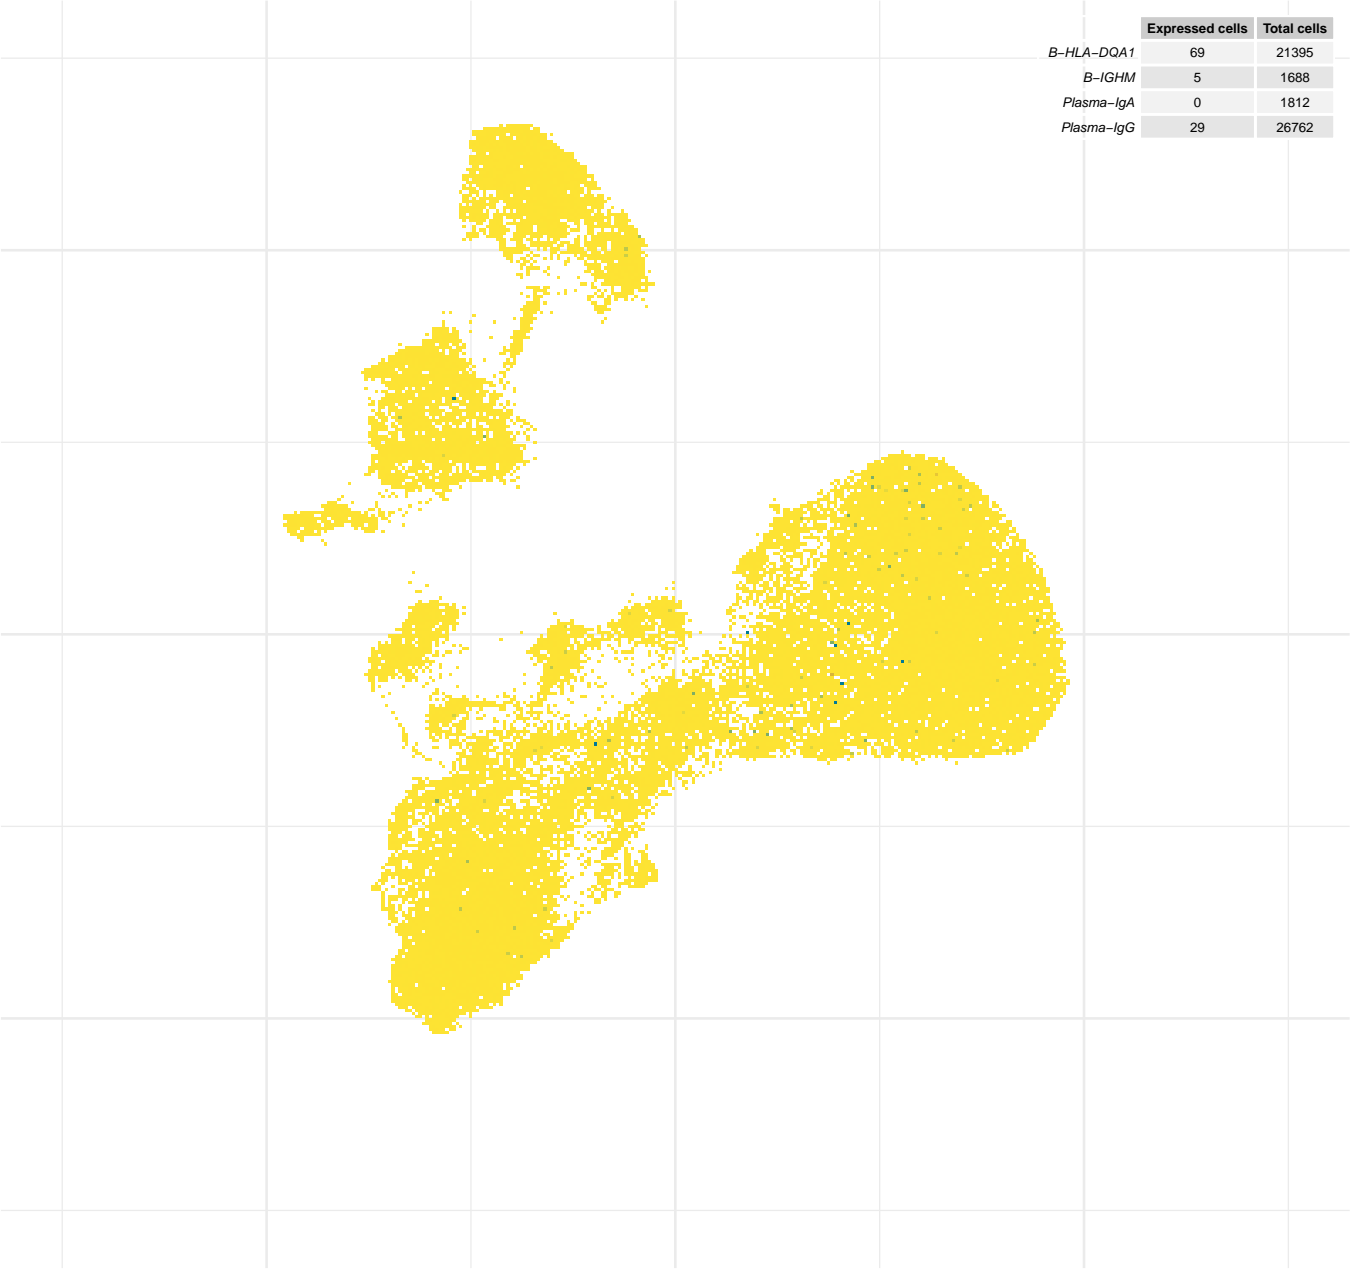 Expressed cells Total cells
B−HLA−DQA1 69 21395
B−IGHM 5 1688
Plasma−IgA 0 1812
Plasma−IgG 29 26762